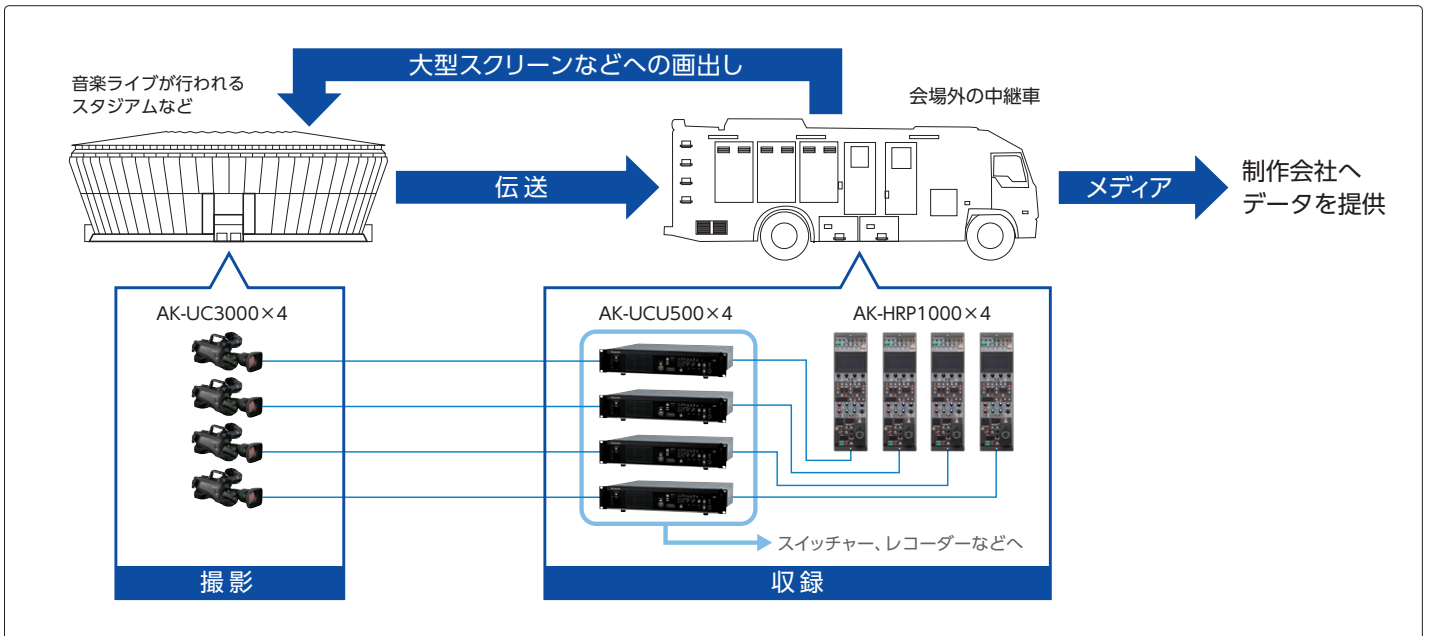 大型スクリーンなどへの画出し
音楽ライブが行われる
スタジアムなど
会場外の中継車
伝送
メディア
制作会社へ
データを提供
AK-UC3000×4
AK-UCU500×4
AK-HRP1000×4
スイッチャー、レコーダーなどへ
撮影
収録